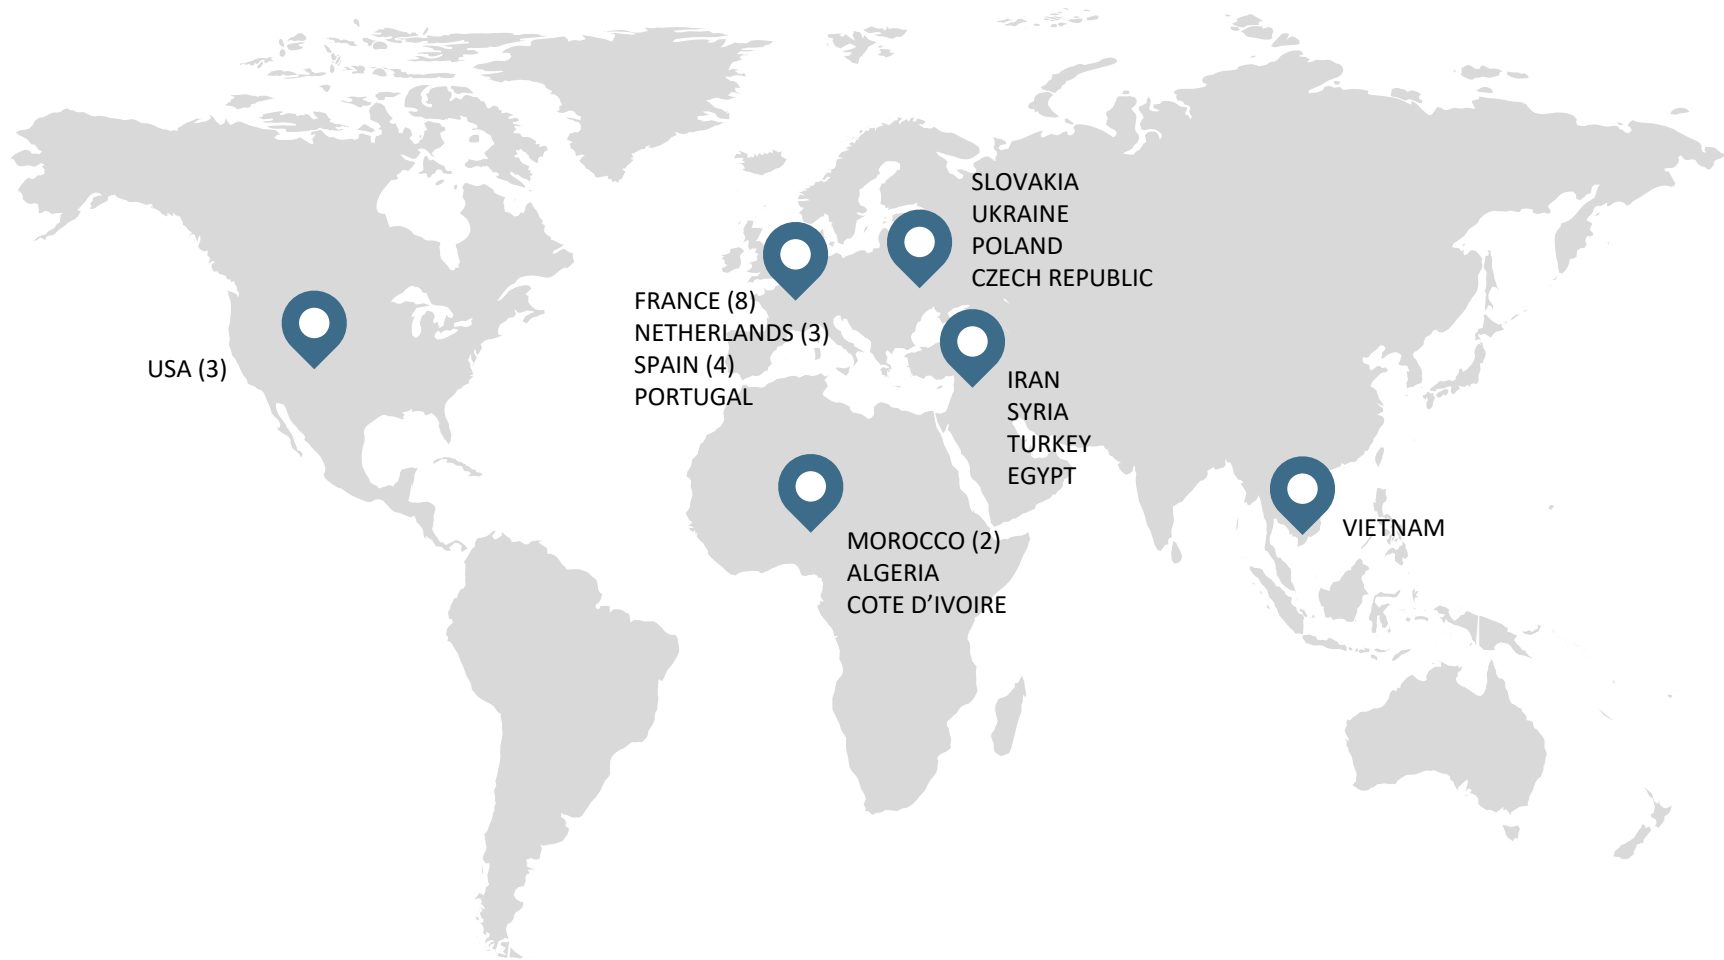 SLOVAKIA
UKRAINE
POLAND
CZECH REPUBLIC
FRANCE (8)
NETHERLANDS (3)
SPAIN (4)
PORTUGAL
USA (3)
IRAN
SYRIA
TURKEY
EGYPT
VIETNAM
MOROCCO (2)
ALGERIA
COTE D’IVOIRE